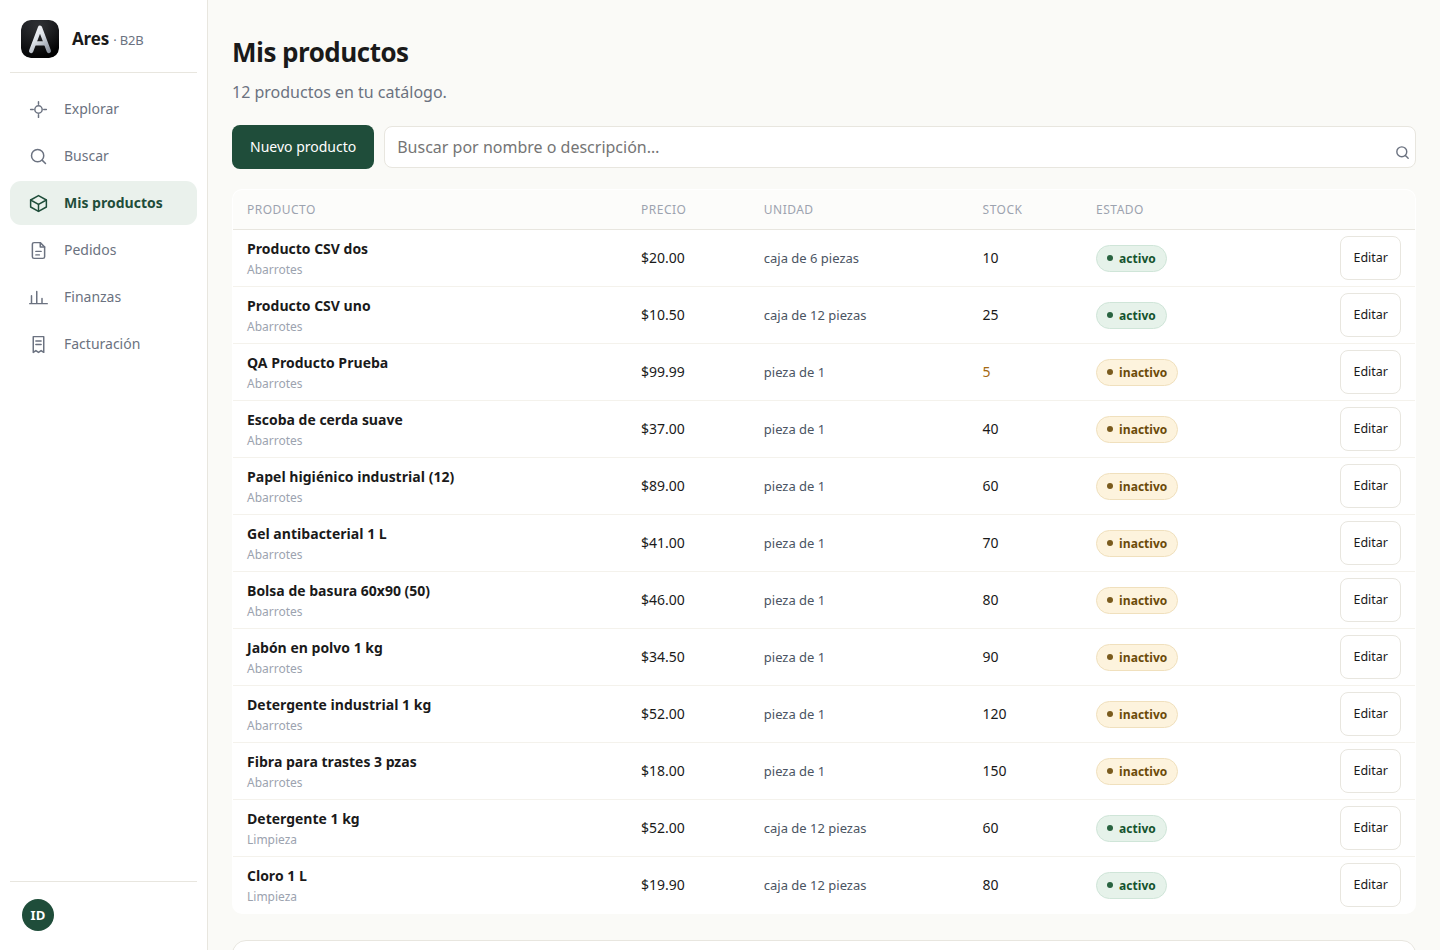 Ares · B2B
Explorar
Buscar
Mis productos
Pedidos
Finanzas
Facturación
ID
Mis productos
12 productos en tu catálogo.
Nuevo producto
Buscar por nombre o descripción...
PRODUCTO PRECIO UNIDAD STOCK ESTADO
Producto CSV dos
Abarrotes
$20.00 caja de 6 piezas 10 activo Editar
Producto CSV uno
Abarrotes
$10.50 caja de 12 piezas 25 activo Editar
QA Producto Prueba
Abarrotes
$99.99 pieza de 1 5 inactivo Editar
Escoba de cerda suave
Abarrotes
$37.00 pieza de 1 40 inactivo Editar
Papel higiénico industrial (12)
Abarrotes
$89.00 pieza de 1 60 inactivo Editar
Gel antibacterial 1 L
Abarrotes
$41.00 pieza de 1 70 inactivo Editar
Bolsa de basura 60x90 (50)
Abarrotes
$46.00 pieza de 1 80 inactivo Editar
Jabón en polvo 1 kg
Abarrotes
$34.50 pieza de 1 90 inactivo Editar
Detergente industrial 1 kg
Abarrotes
$52.00 pieza de 1 120 inactivo Editar
Fibra para trastes 3 pzas
Abarrotes
$18.00 pieza de 1 150 inactivo Editar
Detergente 1 kg
Limpieza
$52.00 caja de 12 piezas 60 activo Editar
Cloro 1 L
Limpieza
$19.90 caja de 12 piezas 80 activo Editar